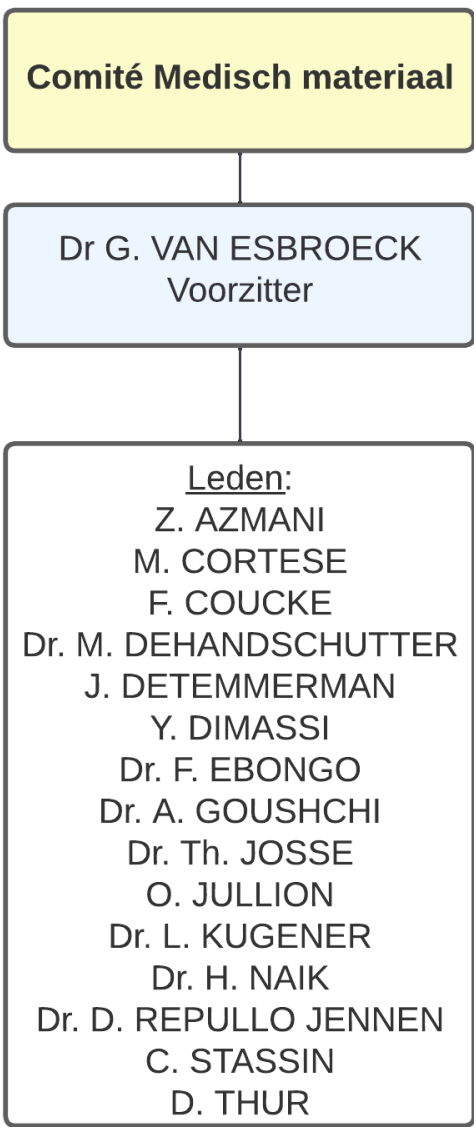 Comité Medisch materiaal
Dr G. VAN ESBROECK
Voorzitter
Leden:
Z. AZMANI
M. CORTESE
F. COUCKE
Dr. M. DEHANDSCHUTTER
J. DETEMMERMAN
Y. DIMASSI
Dr. F. EBONGO
Dr. A. GOUSHCHI
Dr. Th. JOSSE
O. JULLION
Dr. L. KUGENER
Dr. H. NAIK
Dr. D. REPULLO JENNEN
C. STASSIN
D. THUR